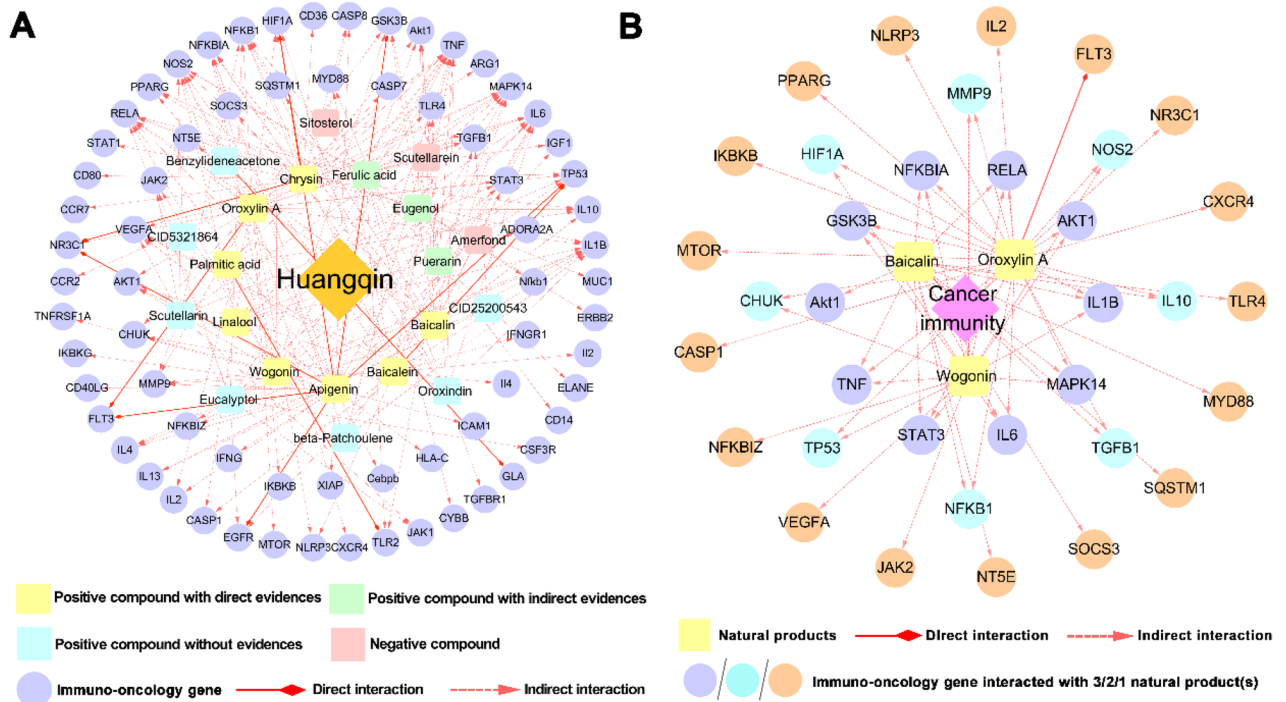 A
HIF1A
CD36
CASP8
GSK3B
Akt1
NFKB1
TNF
NFKBIA
ARG1
NOS2
MAPK14
PPARG
SQSTM1
MYD88
CASP7
TLR4
IL6
RELA
SOCS3
Sitosterol
TGFB1
IGF1
STAT1
NT5E
Benzylideneacetone
Scutellarein
TP53
CD80
JAK2
Chrysin
Ferulic acid
STAT3
CCR7
Oroxylin A
Eugenol
IL10
VEGFA
CID5321864
Amerfond
ADORA2A
NR3C1
IL1B
Palmitic acid
Huangqin
Puerarin
CCR2
AKT1
Nfkb1
MUC1
TNFRSF1A
Scutellarin
Linalool
CID25200543
ERBB2
CHUK
Baicalin
IFNGR1
IKBKG
Il2
CD40LG
MMP9
Wogonin
Apigenin
Baicalein
Oroxindin
Il4
ELANE
FLT3
Eucalyptol
CD14
NFKBIZ
beta-Patchoulene
ICAM1
IL4
IFNG
HLA-C
CSF3R
IL13
IKBKB
XIAP
Cebpb
GLA
IL2
TGFBR1
CASP1
CYBB
EGFR
MTOR
NLRP3
CXCR4
TLR2
JAK1
Positive compound with direct evidences
Positive compound with indirect evidences
Positive compound without evidences
Negative compound
Immuno-oncology gene
Direct interaction
Indirect interaction
B
IL2
NLRP3
FLT3
PPARG
MMP9
NR3C1
IKBKB
HIF1A
NFKBIA
RELA
NOS2
CXCR4
GSK3B
AKT1
MTOR
Baicalin
Oroxylin A
CHUK
Akt1
Cancer
immunity
IL1B
IL10
TLR4
CASP1
TNF
Wogonin
MAPK14
MYD88
NFKBIZ
TP53
STAT3
IL6
TGFB1
SQSTM1
VEGFA
NFKB1
SOCS3
JAK2
NT5E
Natural products
Direct interaction
Indirect interaction
Immuno-oncology gene interacted with 3/2/1 natural product(s)